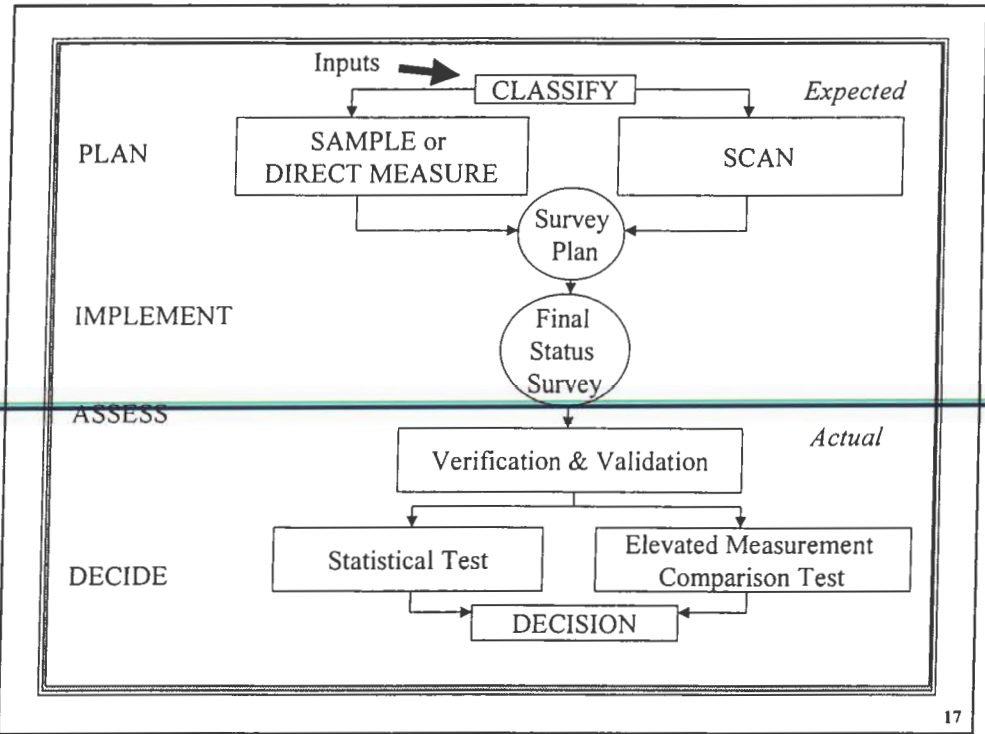 Inputs
CLASSIFY
Expected
PLAN
SAMPLE or
DIRECT MEASURE
SCAN
Survey
Plan
IMPLEMENT
Final
Status
Survey
ASSESS
Actual
Verification & Validation
DECIDE
Statistical Test
Elevated Measurement
Comparison Test
DECISION
17